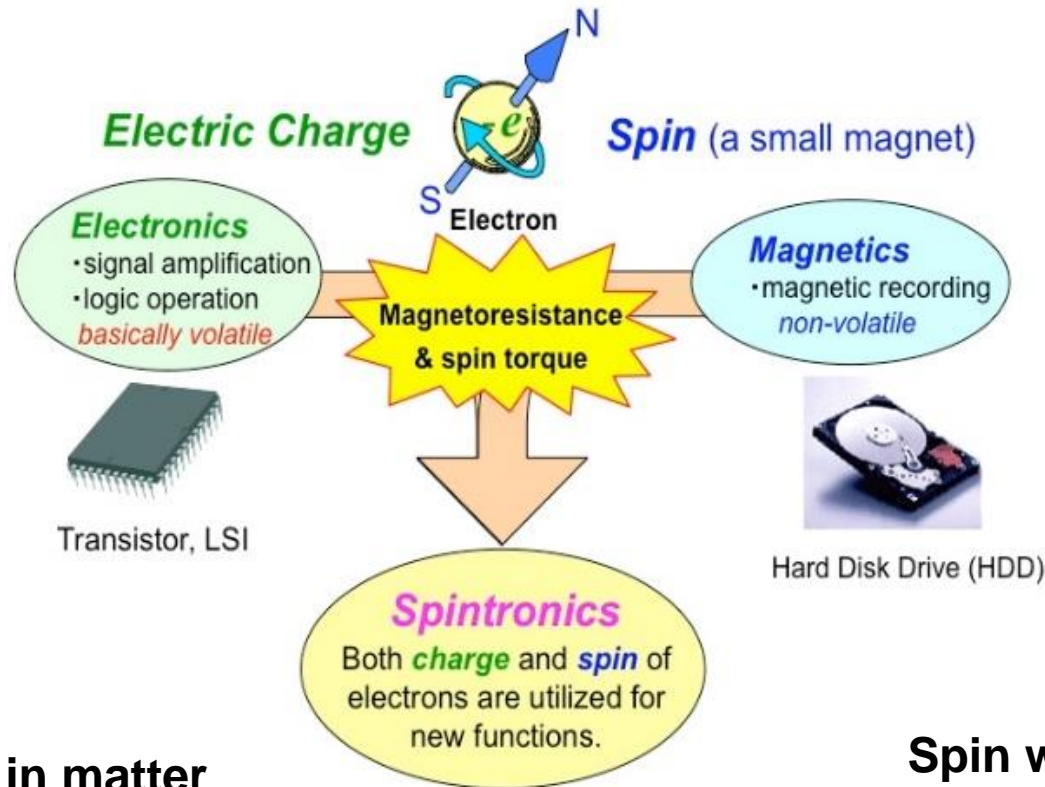 N
Electric Charge
e
Spin (a small magnet)
S
Electron
Electronics
・signal amplification
・logic operation
basically volatile
Magnetoresistance
& spin torque
Magnetics
・magnetic recording
non-volatile
Transistor, LSI
Hard Disk Drive (HDD)
Spintronics
Both charge and spin of
electrons are utilized for
new functions.
in matter
Spin w